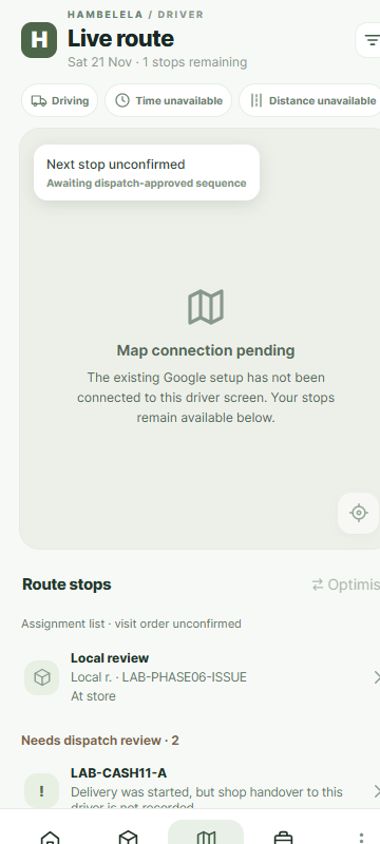 HAMBELELA / DRIVER
H
Live route
Sat 21 Nov · 1 stops remaining
Driving
Time unavailable
Distance unavailable
Next stop unconfirmed
Awaiting dispatch-approved sequence
Map connection pending
The existing Google setup has not been
connected to this driver screen. Your stops
remain available below.
Route stops
Optimis
Assignment list · visit order unconfirmed
Local review
Local r. · LAB-PHASE06-ISSUE
At store
Needs dispatch review · 2
!
LAB-CASH11-A
Delivery was started, but shop handover to this
driver is not recorded